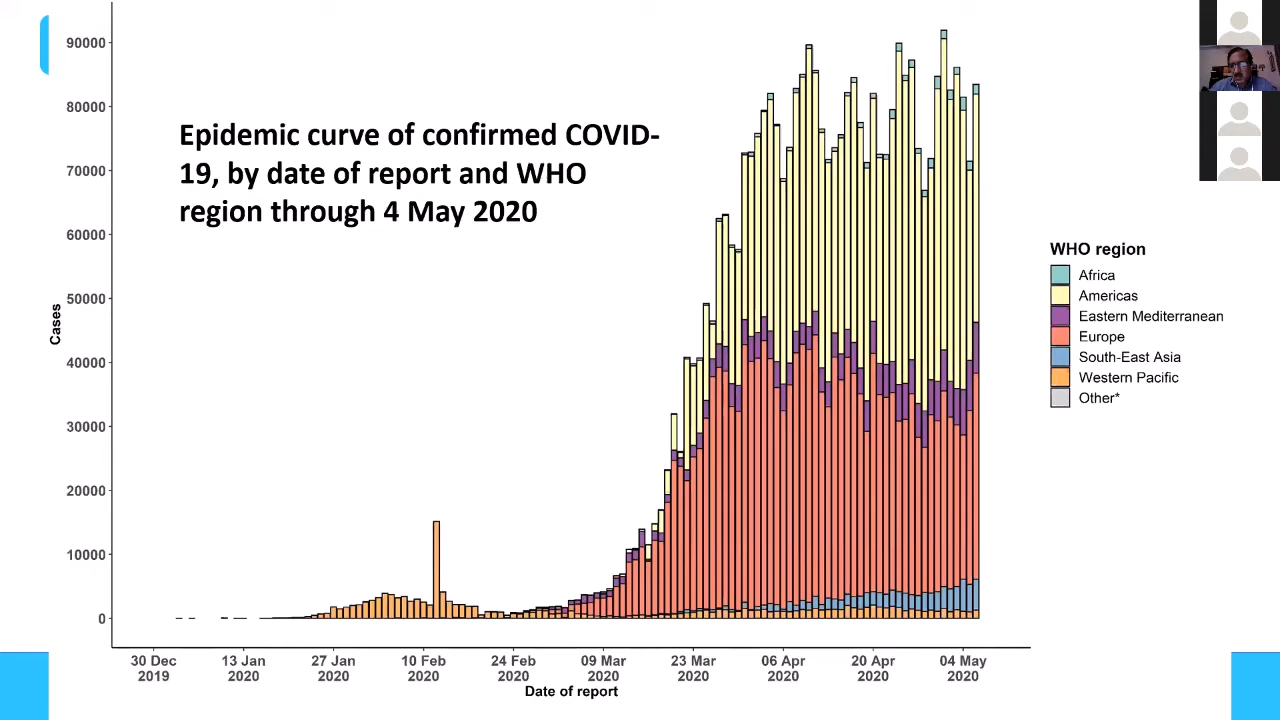 Epidemic curve of confirmed COVID-
19, by date of report and WHO
region through 4 May 2020
90000
80000
70000
60000
50000
40000
30000
20000
10000
0
Cases
30 Dec 2019
13 Jan 2020
27 Jan 2020
10 Feb 2020
24 Feb 2020
09 Mar 2020
23 Mar 2020
06 Apr 2020
20 Apr 2020
04 May 2020
Date of report
WHO region
Africa
Americas
Eastern Mediterranean
Europe
South-East Asia
Western Pacific
Other*